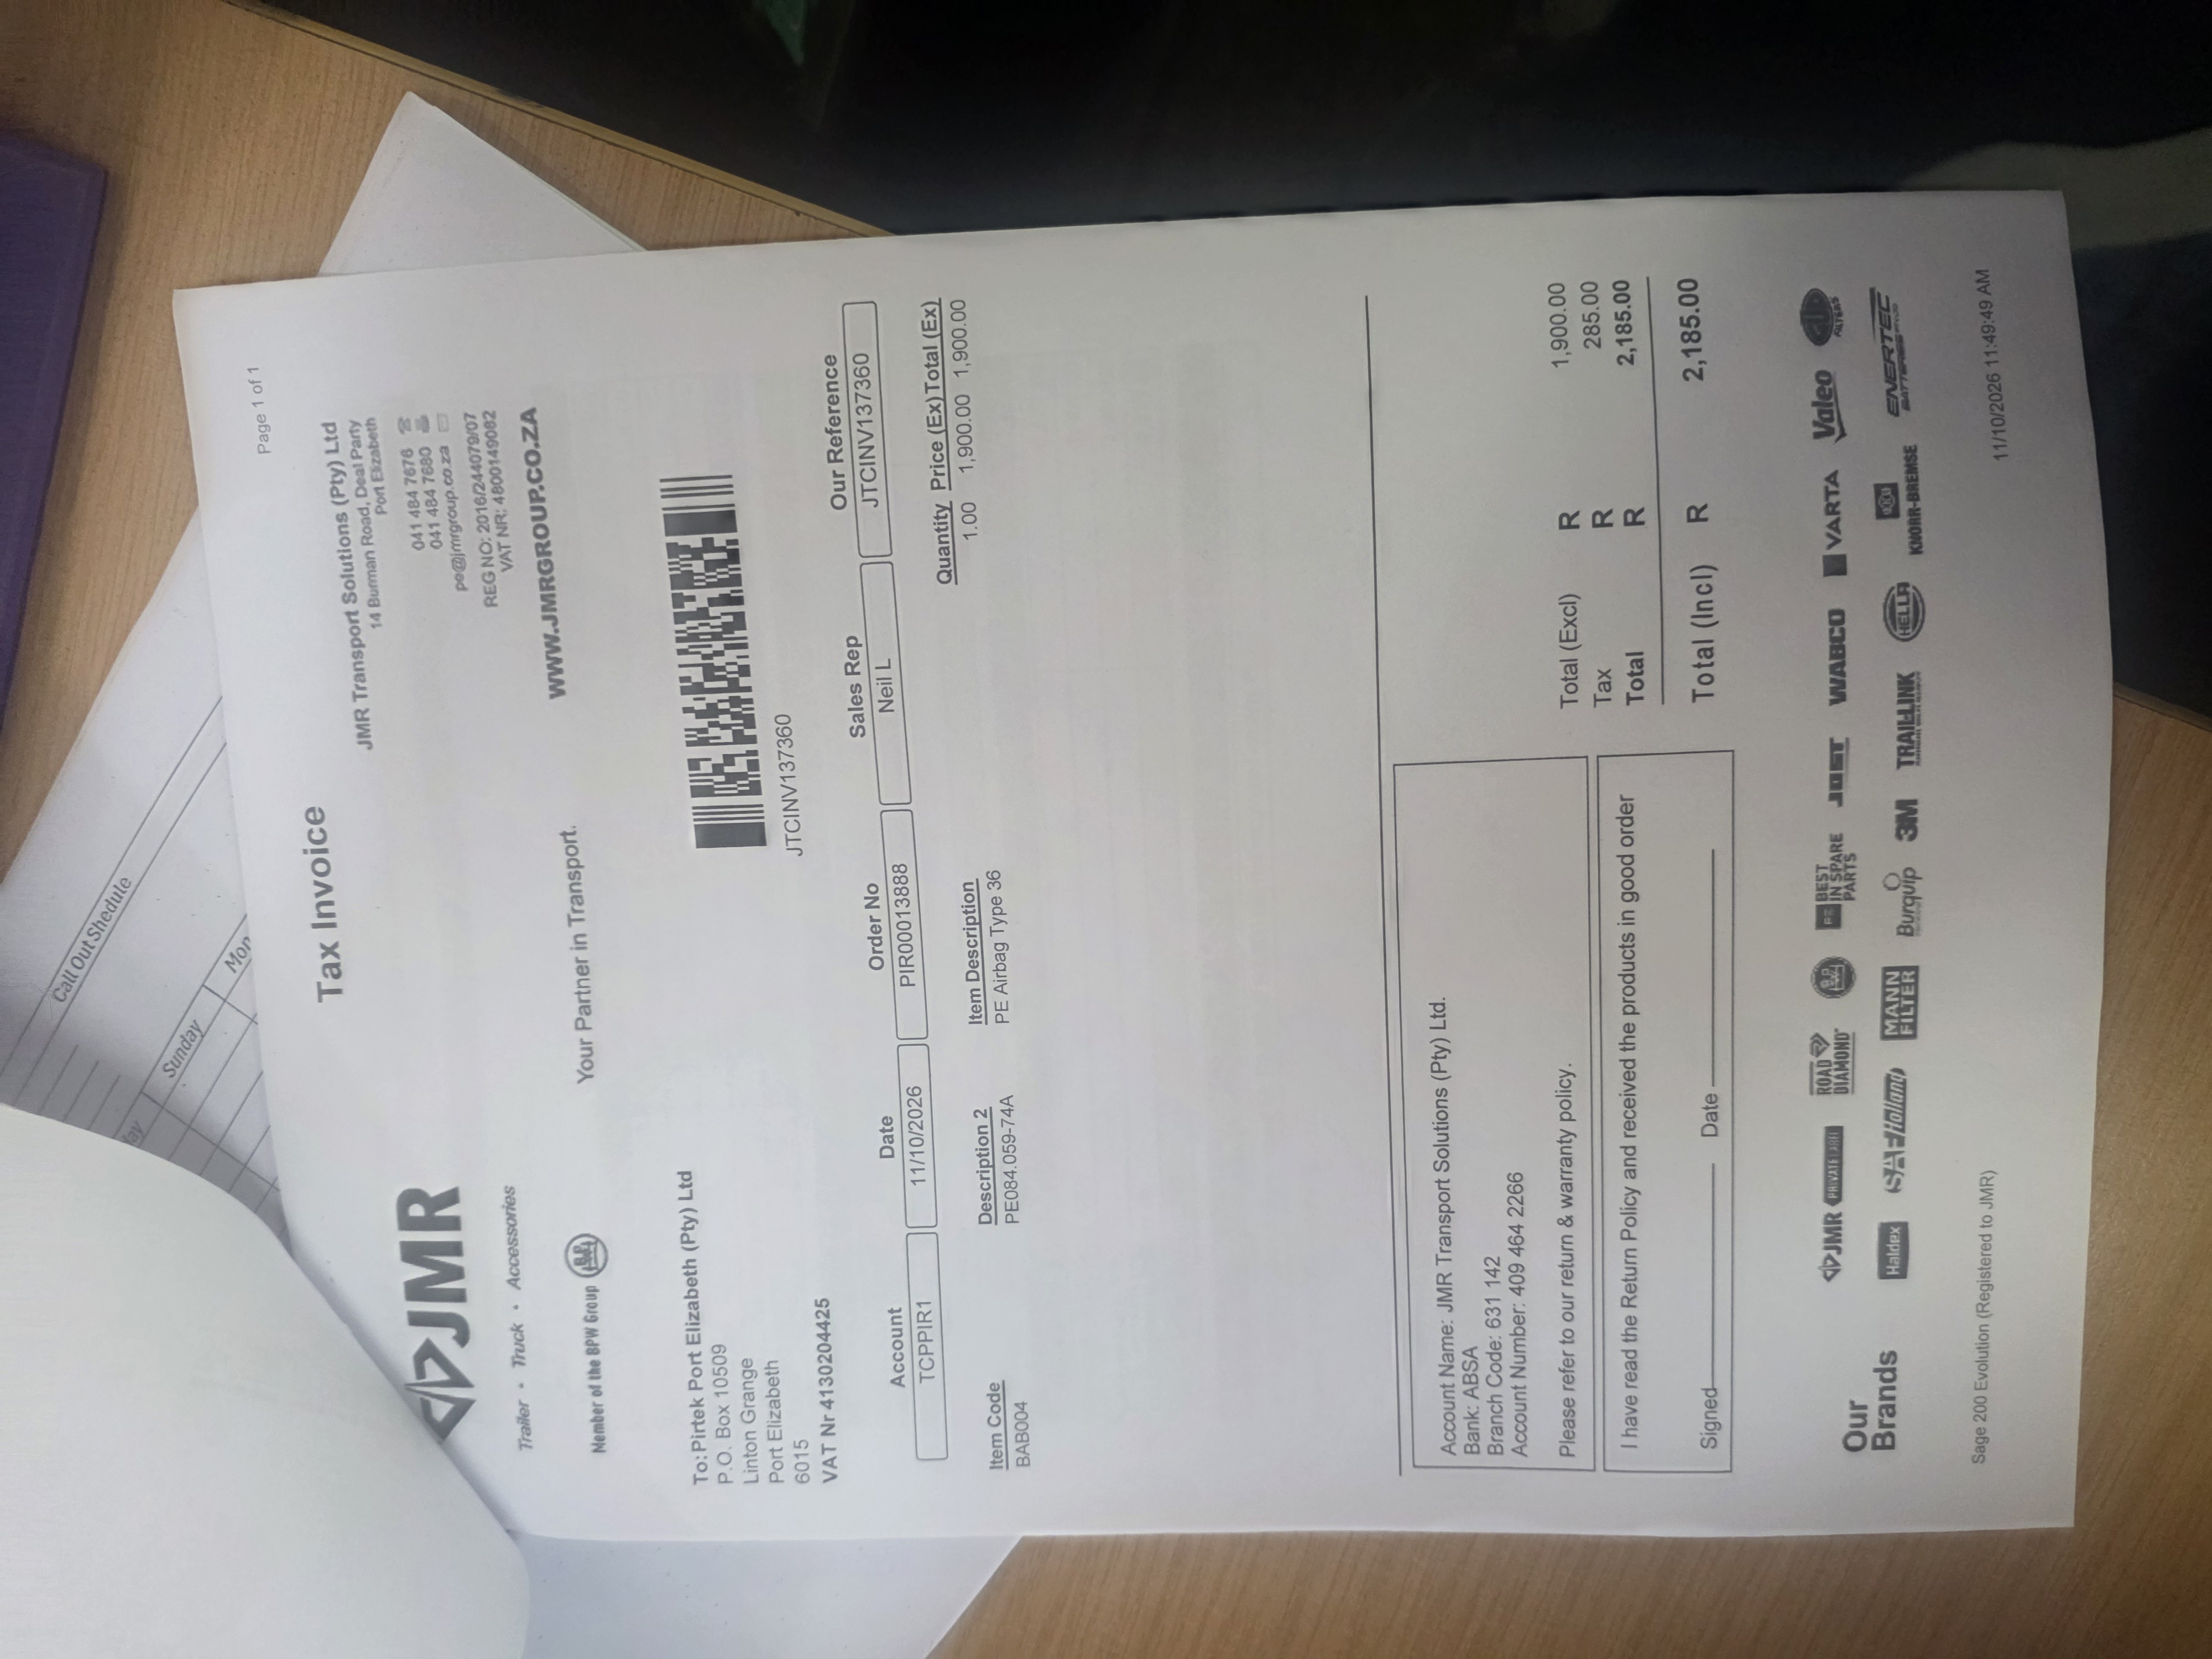 Call Out Shedule
ay
Sunday
Mon
Page 1 of 1
Tax Invoice
JMR Transport Solutions (Pty) Ltd
14 Burman Road, Deal Party
Port Elizabeth
041 484 7676
041 484 7680
pe@jmrgroup.co.za
REG NO: 2016/244079/07
VAT NR: 4800149082
WWW.JMRGROUP.CO.ZA
JMR
Trailer • Truck • Accessories
Member of the BPW Group
Your Partner in Transport.
To: Pirtek Port Elizabeth (Pty) Ltd
P.O. Box 10509
Linton Grange
Port Elizabeth
6015
VAT Nr 4130204425
JTCINV137360
Account Date Order No Sales Rep Our Reference
TCPPIR1 11/10/2026 PIR00013888 Neil L JTCINV137360
Item Code Description 2 Item Description Quantity Price (Ex) Total (Ex)
BAB004 PE084.059-74A PE Airbag Type 36 1.00 1,900.00 1,900.00
Account Name: JMR Transport Solutions (Pty) Ltd.
Bank: ABSA
Branch Code: 631 142
Account Number: 409 464 2266
Please refer to our return & warranty policy.
I have read the Return Policy and received the products in good order
Signed Date
Total (Excl) R 1,900.00
Tax R 285.00
Total R 2,185.00
Total (Incl) R 2,185.00
Our Brands
JMR PRIVATE LABEL ROAD DIAMOND PE BEST IN SPARE PARTS JOST WABCO VARTA Valeo GUD FILTERS
Haldex SAF Holland MANN FILTER Burquip 3M TRAIL-LINK HELLA KNORR-BREMSE ENERTEC BATTERIES
Sage 200 Evolution (Registered to JMR)
11/10/2026 11:49:49 AM